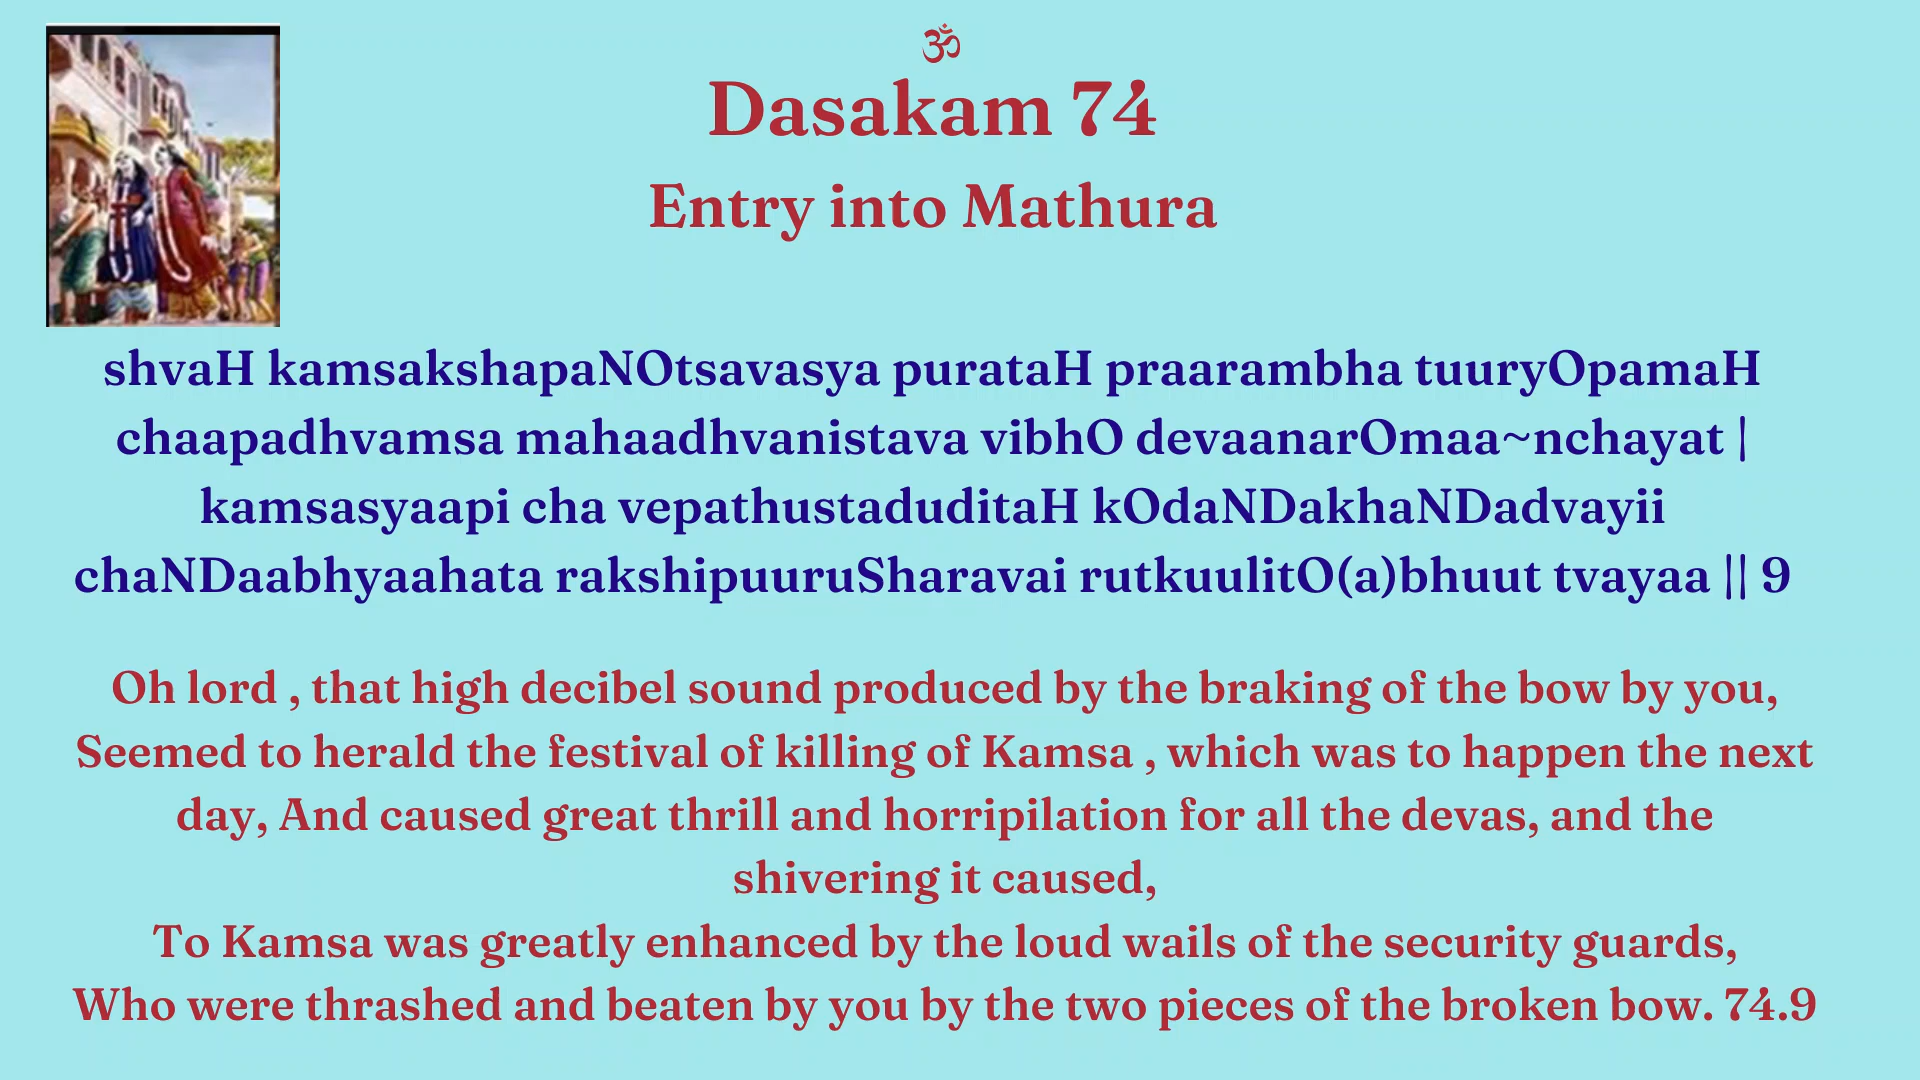 ॐ
Dasakam 74
Entry into Mathura
shvaH kamsakshapaNOtsavasya purataH praarambha tuuryOpamaH
chaapadhvamsa mahaadhvanistava vibhO devaanarOmaa~nchayat |
kamsasyaapi cha vepathustaduditaH kOdaNDakhaNDadvayii
chaNDaabhyaahata rakshipuuruSharavai rutkuulitO(a)bhuut tvayaa || 9
Oh lord , that high decibel sound produced by the braking of the bow by you,
Seemed to herald the festival of killing of Kamsa , which was to happen the next
day, And caused great thrill and horripilation for all the devas, and the
shivering it caused,
To Kamsa was greatly enhanced by the loud wails of the security guards,
Who were thrashed and beaten by you by the two pieces of the broken bow. 74.9